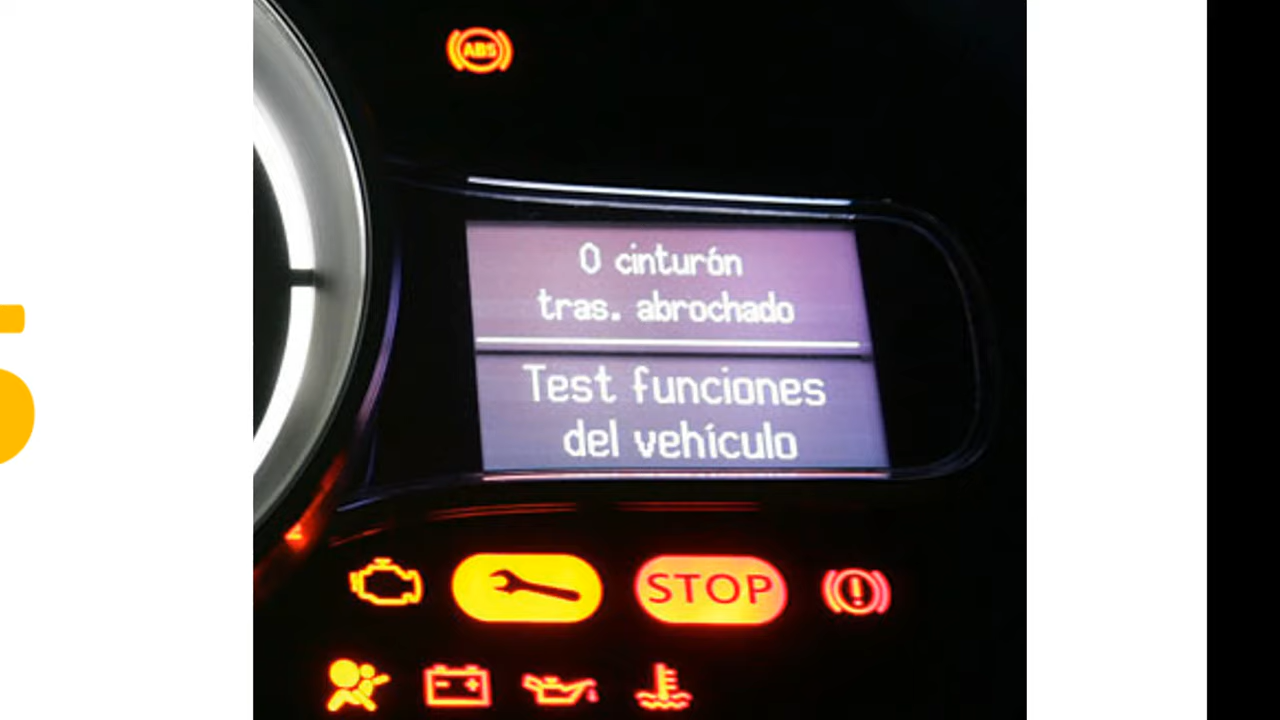 ABS
0 cinturón
tras. abrochado
Test funciones
del vehículo
STOP